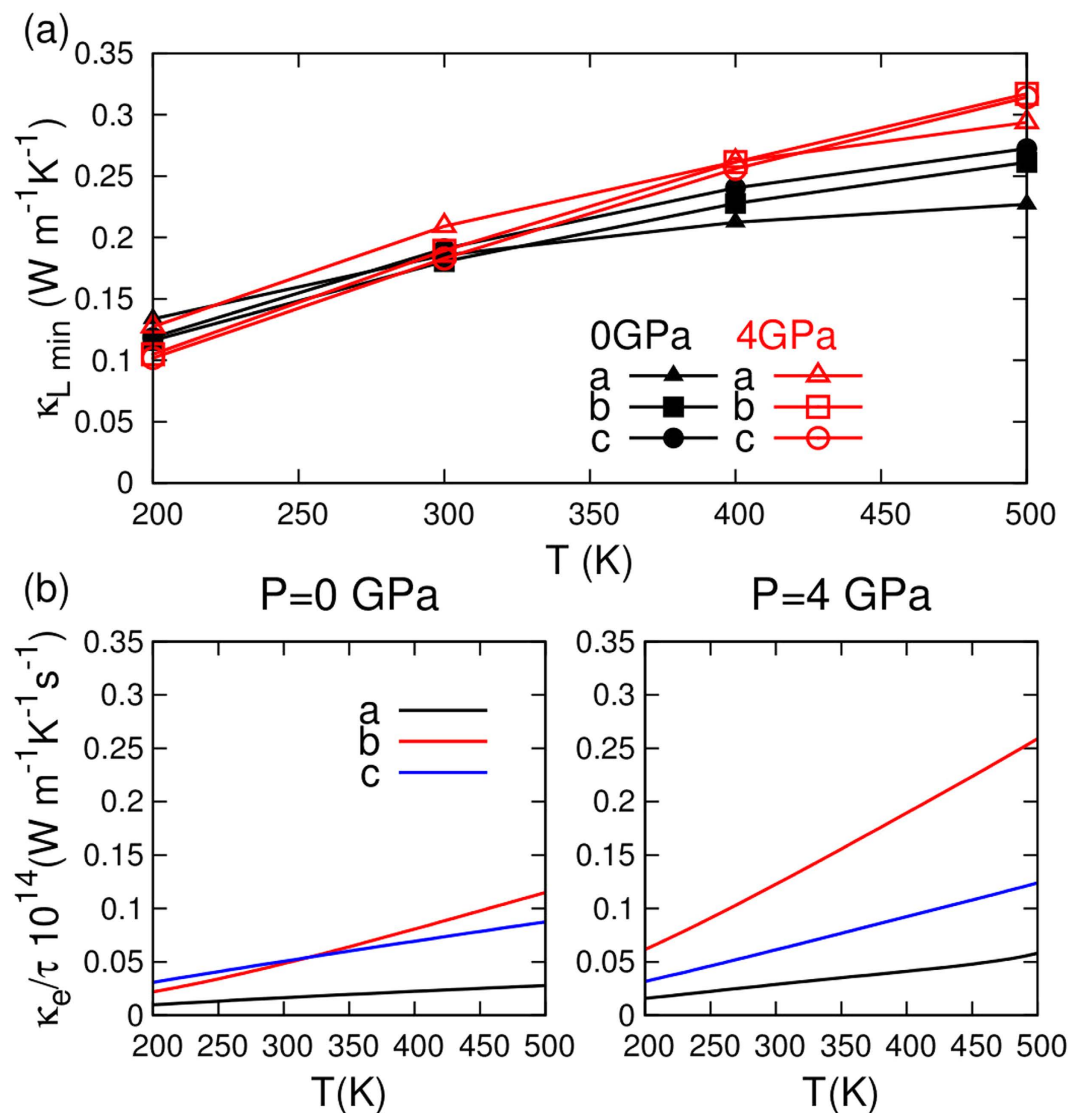 (a)
κL min (W m-1K-1)
0.35
0.3
0.25
0.2
0.15
0.1
0.05
0
0GPa 4GPa
a a
b b
c c
200 250 300 350 400 450 500
T (K)
(b) P=0 GPa P=4 GPa
κe/τ 10^14(W m-1K-1s-1)
0.35 0.35
0.3 0.3
0.25 0.25
0.2 0.2
0.15 0.15
0.1 0.1
0.05 0.05
0 0
a
b
c
200 250 300 350 400 450 500 200 250 300 350 400 450 500
T(K) T(K)